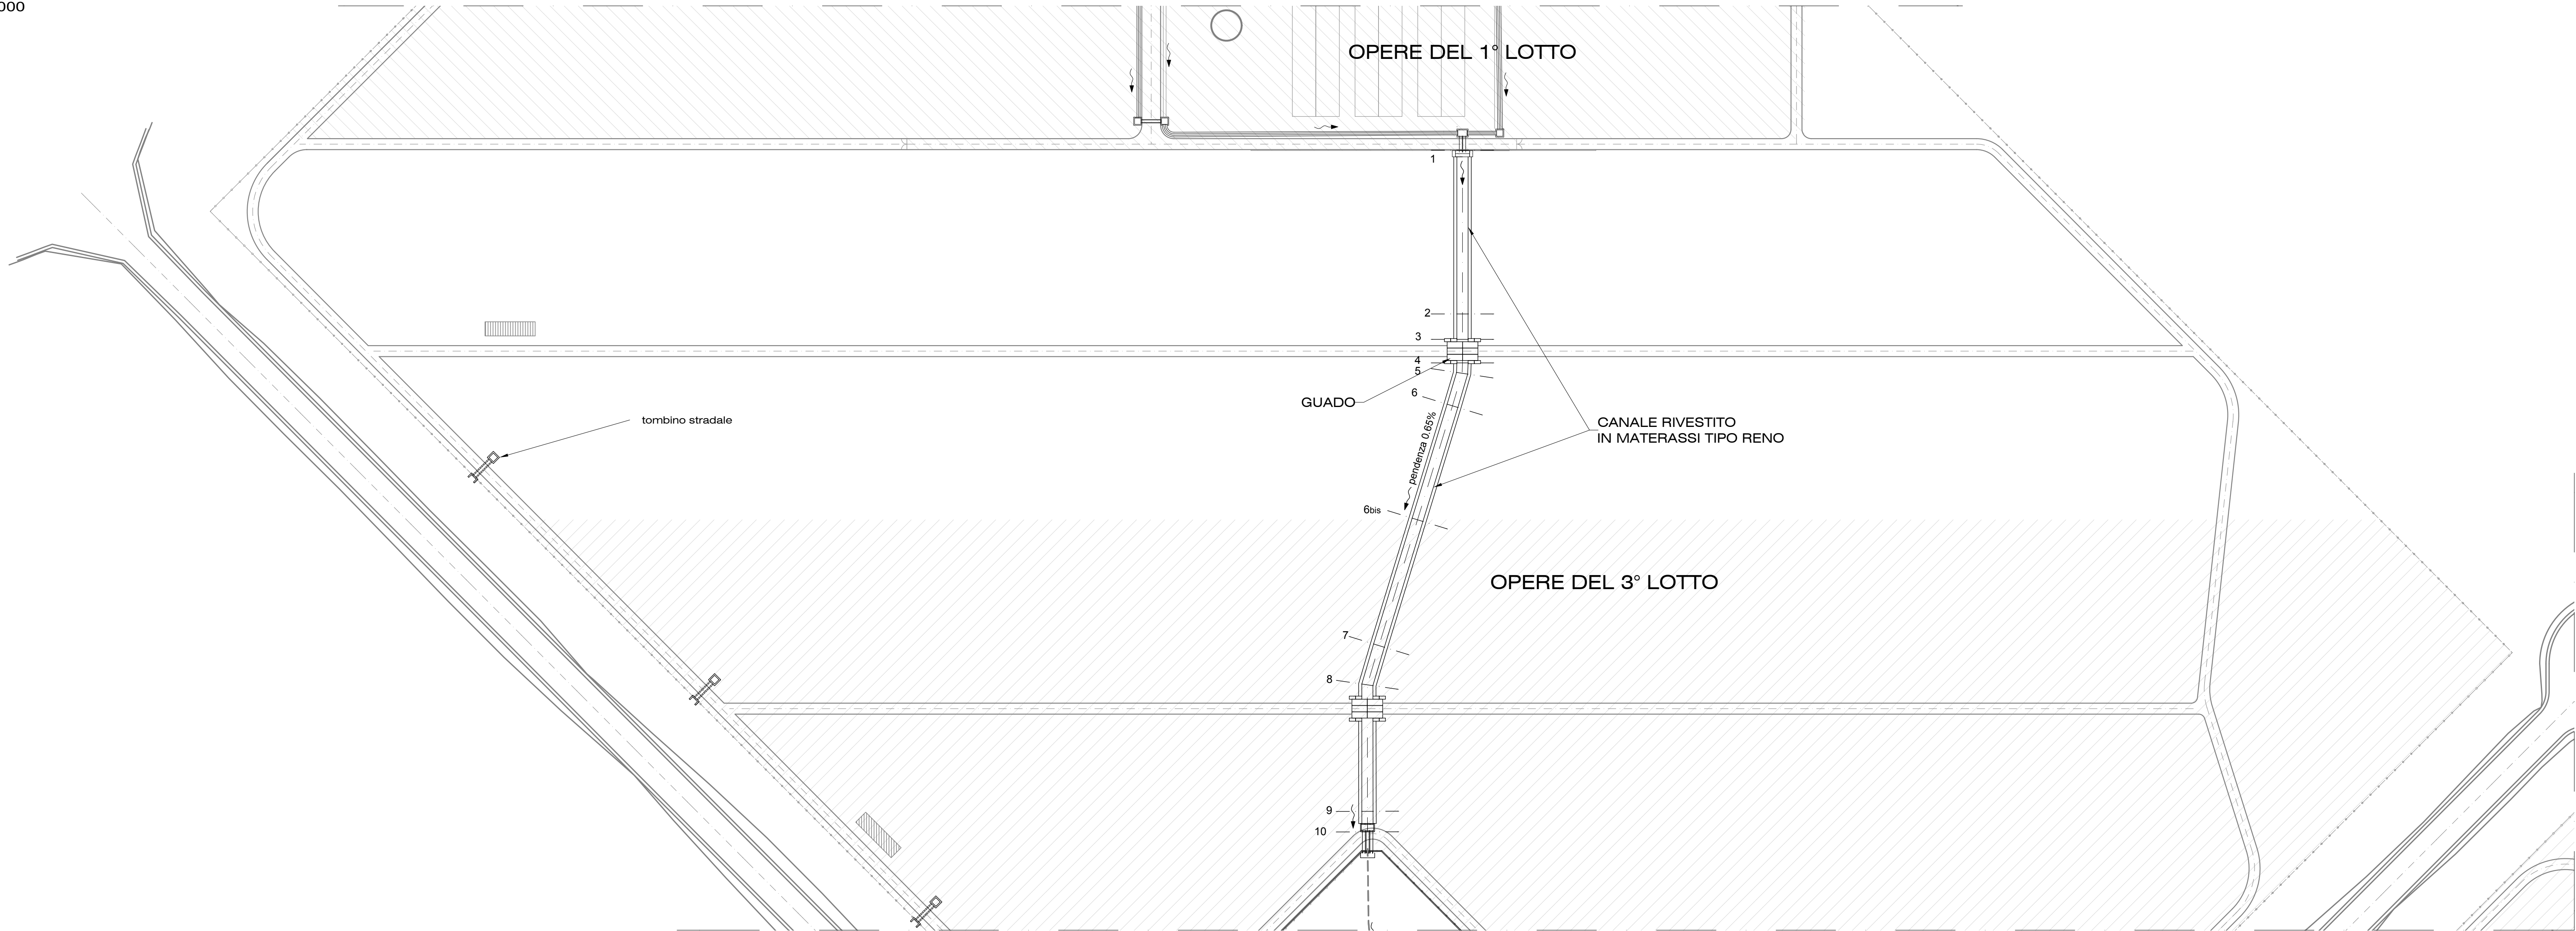 000
OPERE DEL 1° LOTTO
1
2
3
4
5
6
GUADO
tombino stradale
pendenza 0.65%
CANALE RIVESTITO
IN MATERASSI TIPO RENO
6bis
OPERE DEL 3° LOTTO
7
8
9
10